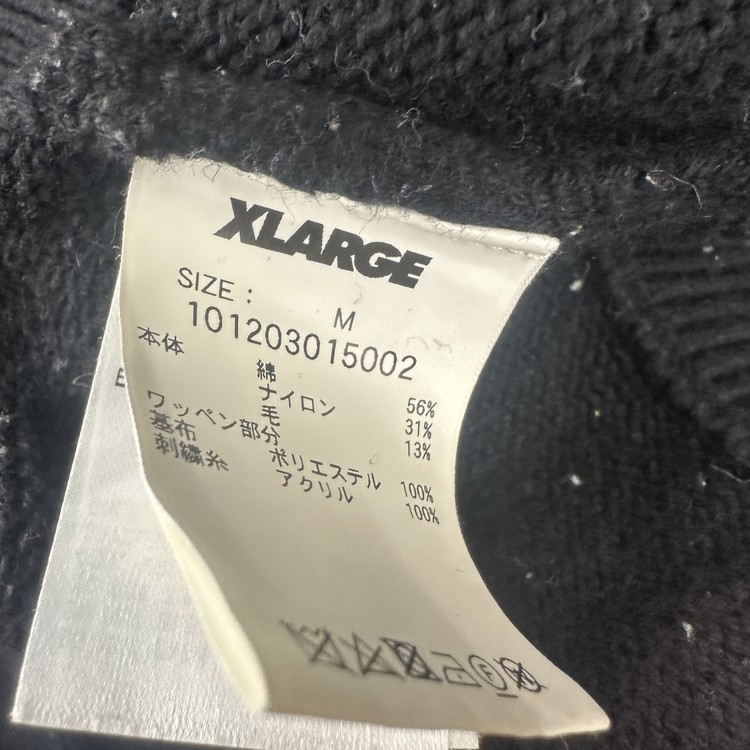 XLARGE
SIZE : M
101203015002
本体
綿 56%
ナイロン 31%
毛 13%
ワッペン部分
基布 ポリエステル 100%
刺繍糸 アクリル 100%